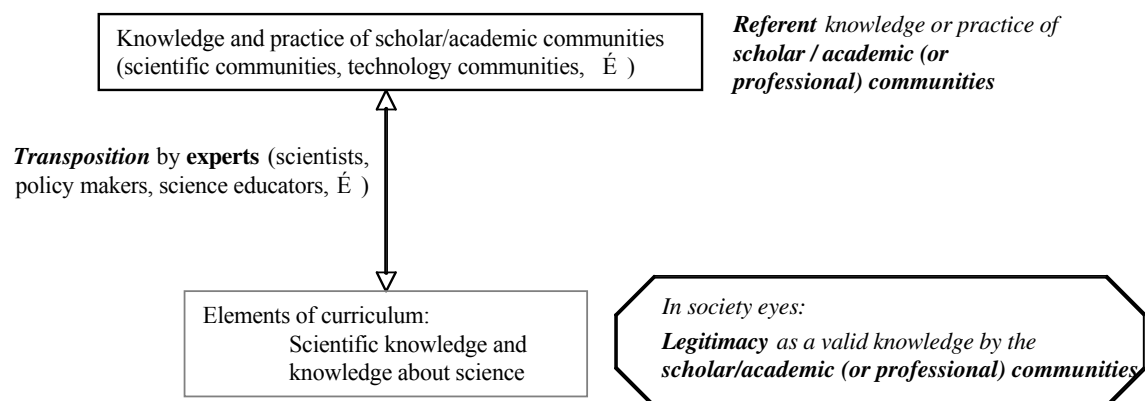 Knowledge and practice of scholar/academic communities
(scientific communities, technology communities, É )
Referent knowledge or practice of
scholar / academic (or
professional) communities
Transposition by experts (scientists,
policy makers, science educators, É )
Elements of curriculum:
Scientific knowledge and
knowledge about science
In society eyes:
Legitimacy as a valid knowledge by the
scholar/academic (or professional) communities